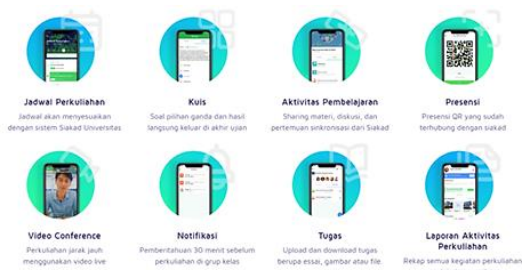 Jadwal Perkuliahan
Jadwal akan menyesuaikan
dengan sistem Siakad Universitas
Kuis
Soal pilihan ganda dan hasil
langsung keluar di akhir ujian
Aktivitas Pembelajaran
Sharing materi, diskusi, dan
pertemuan sinkronsasi dari Siakad
Presensi
Presensi QR yang sudah
terhubung dengan siakad
Video Conference
Perkuliahan jarak jauh
menggunakan video live
Notifikasi
Pemberitahuan 30 menit sebelum
perkuliahan di grup kelas
Tugas
Upload dan download tugas
berupa essai, gambar atau file
Laporan Aktivitas
Perkuliahan
Rekap semua kegiatan perkuliahan